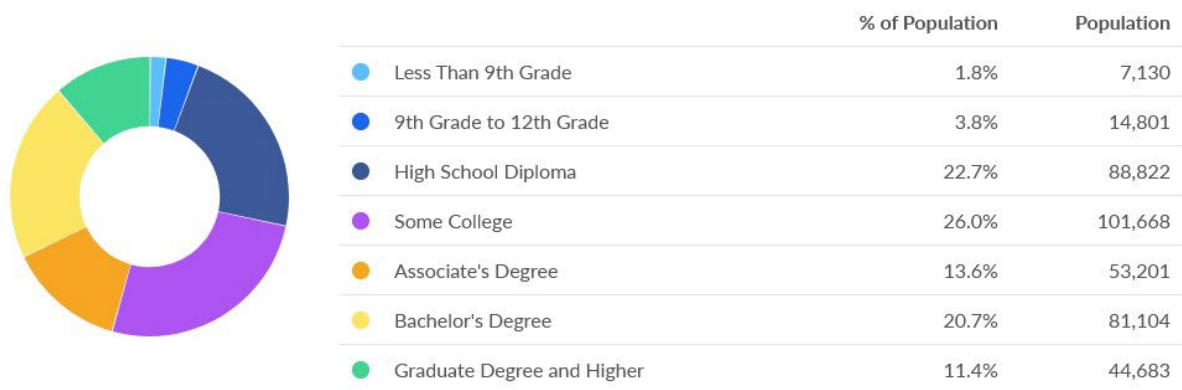 % of Population Population
Less Than 9th Grade 1.8% 7,130
9th Grade to 12th Grade 3.8% 14,801
High School Diploma 22.7% 88,822
Some College 26.0% 101,668
Associate's Degree 13.6% 53,201
Bachelor's Degree 20.7% 81,104
Graduate Degree and Higher 11.4% 44,683